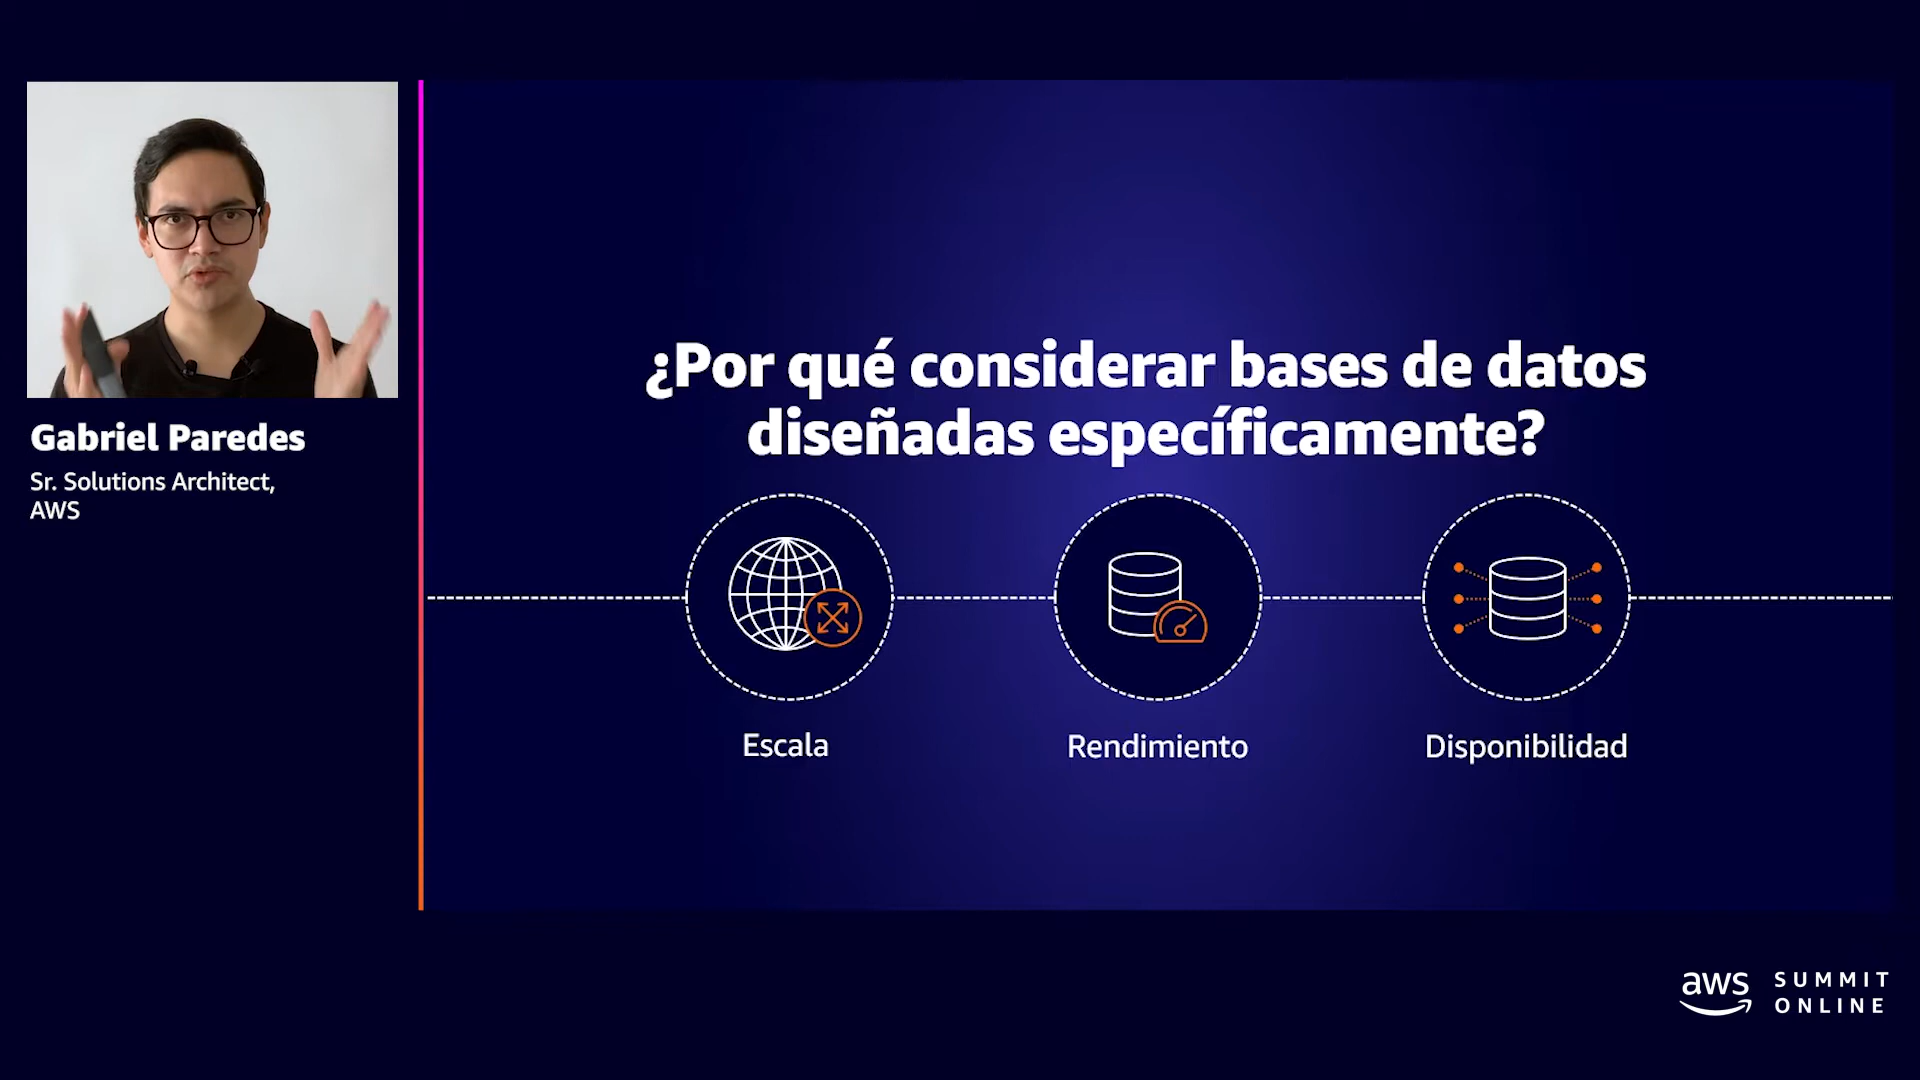 Gabriel Paredes
Sr. Solutions Architect,
AWS
¿Por qué considerar bases de datos
diseñadas específicamente?
Escala
Rendimiento
Disponibilidad
aws
SUMMIT
ONLINE